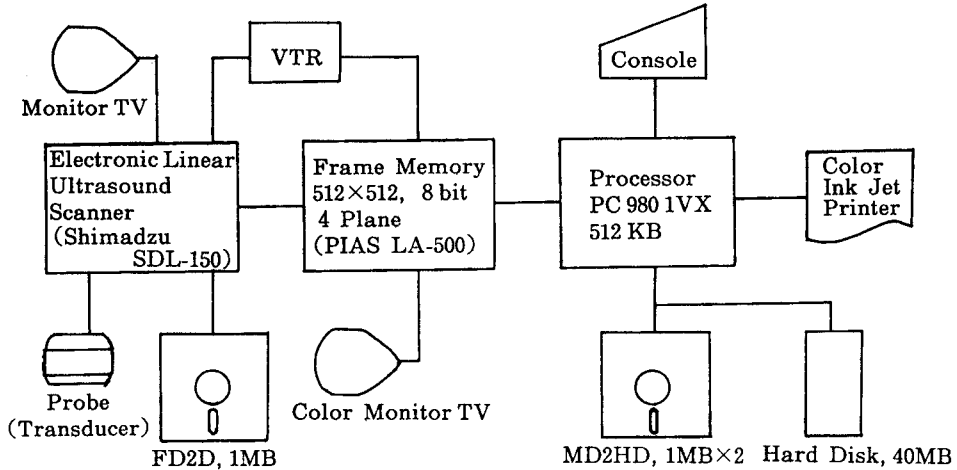 VTR
Console
Monitor TV
Electronic Linear
Ultrasound
Scanner
(Shimadzu
SDL-150)
Frame Memory
512×512, 8 bit
4 Plane
(PIAS LA-500)
Processor
PC 980 1VX
512 KB
Color
Ink Jet
Printer
Probe
(Transducer)
FD2D, 1MB
Color Monitor TV
MD2HD, 1MB×2
Hard Disk, 40MB